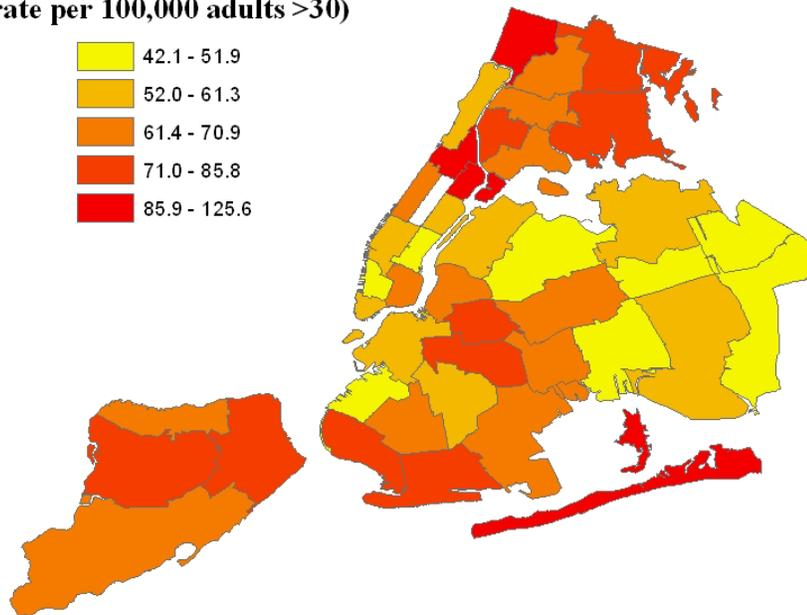 rate per 100,000 adults >30)
42.1 - 51.9
52.0 - 61.3
61.4 - 70.9
71.0 - 85.8
85.9 - 125.6